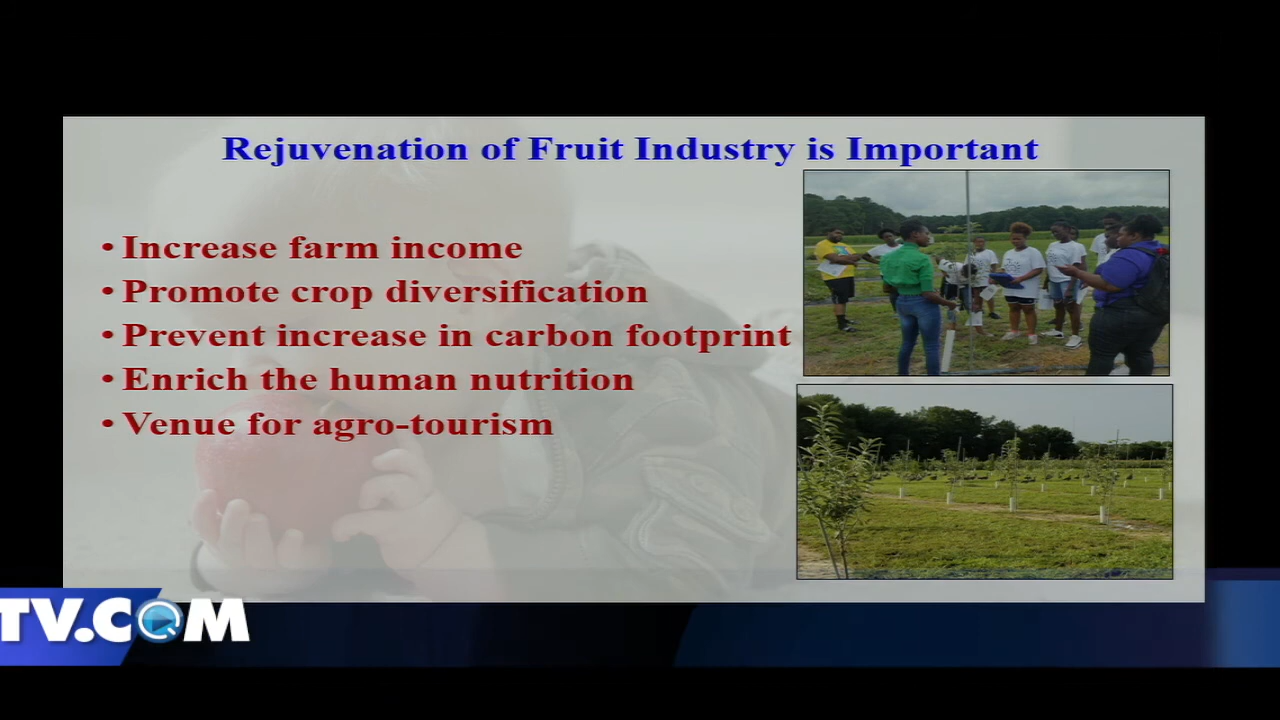 Rejuvenation of Fruit Industry is Important
• Increase farm income
• Promote crop diversification
• Prevent increase in carbon footprint
• Enrich the human nutrition
• Venue for agro-tourism
TV.COM